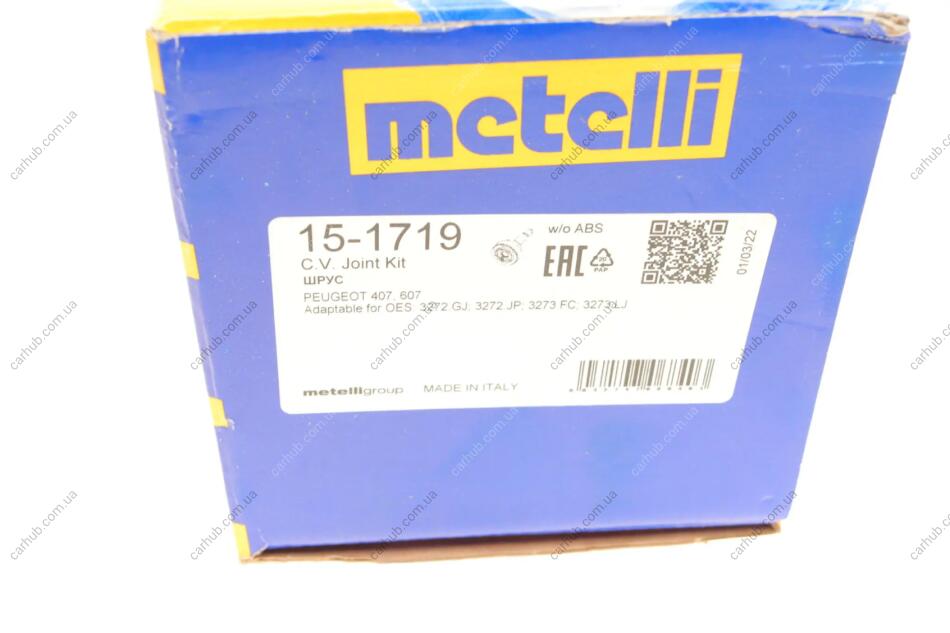 metelli
15-1719
w/o ABS
C.V. Joint Kit
ШРУС
EAC
PAP
01/03/22
PEUGEOT 407, 607
Adaptable for OES 3272 GJ; 3272 JP; 3273 FC; 3273 LJ
metelligroup MADE IN ITALY
carhub.com.ua